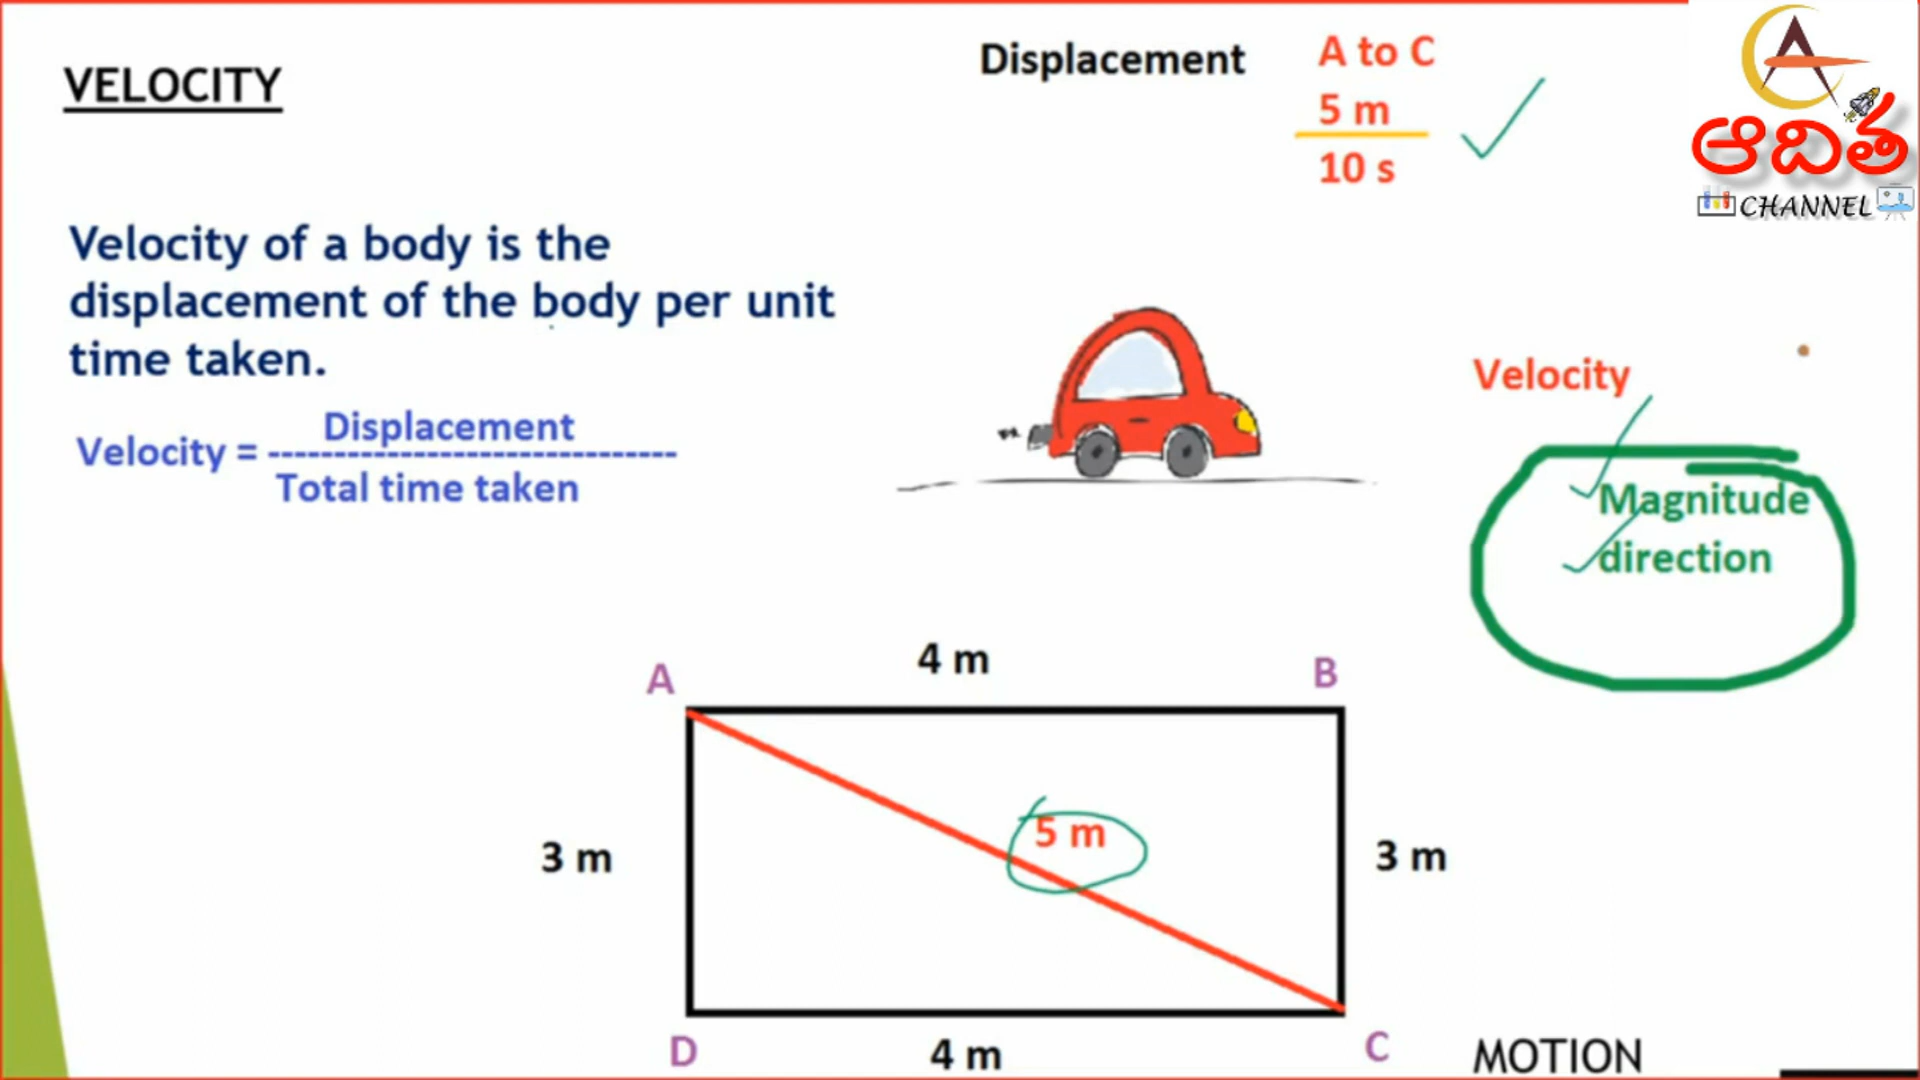 VELOCITY
Displacement
A to C
5 m
10 s
ఆదిత్య
CHANNEL
Velocity of a body is the
displacement of the body per unit
time taken.
Velocity = Displacement
Total time taken
Velocity
Magnitude
direction
A
4 m
B
5 m
3 m
3 m
D
4 m
C
MOTION